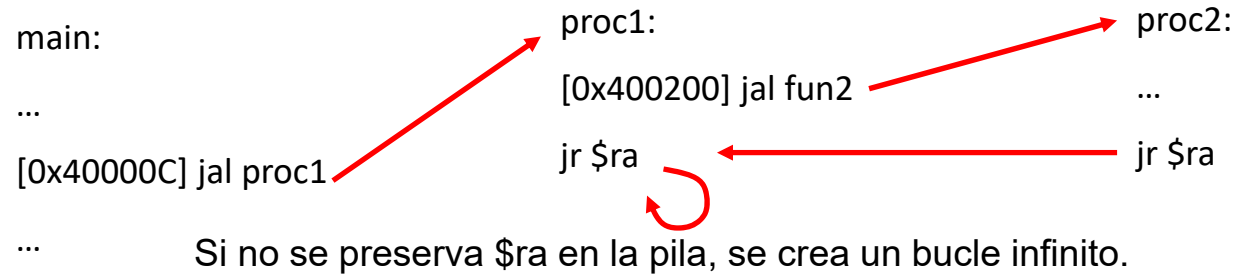 main:
…
[0x40000C] jal proc1
…
proc1:
[0x400200] jal fun2
jr $ra
proc2:
…
jr $ra
Si no se preserva $ra en la pila, se crea un bucle infinito.